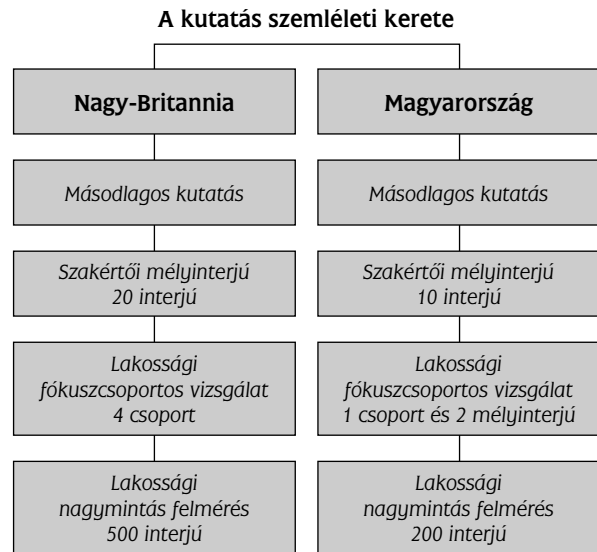 A kutatás szemléleti kerete
Nagy-Britannia
Másodlagos kutatás
Szakértői mélyinterjú
20 interjú
Lakossági
fókuszcsoportos vizsgálat
4 csoport
Lakossági
nagymintás felmérés
500 interjú
Magyarország
Másodlagos kutatás
Szakértői mélyinterjú
10 interjú
Lakossági
fókuszcsoportos vizsgálat
1 csoport és 2 mélyinterjú
Lakossági
nagymintás felmérés
200 interjú